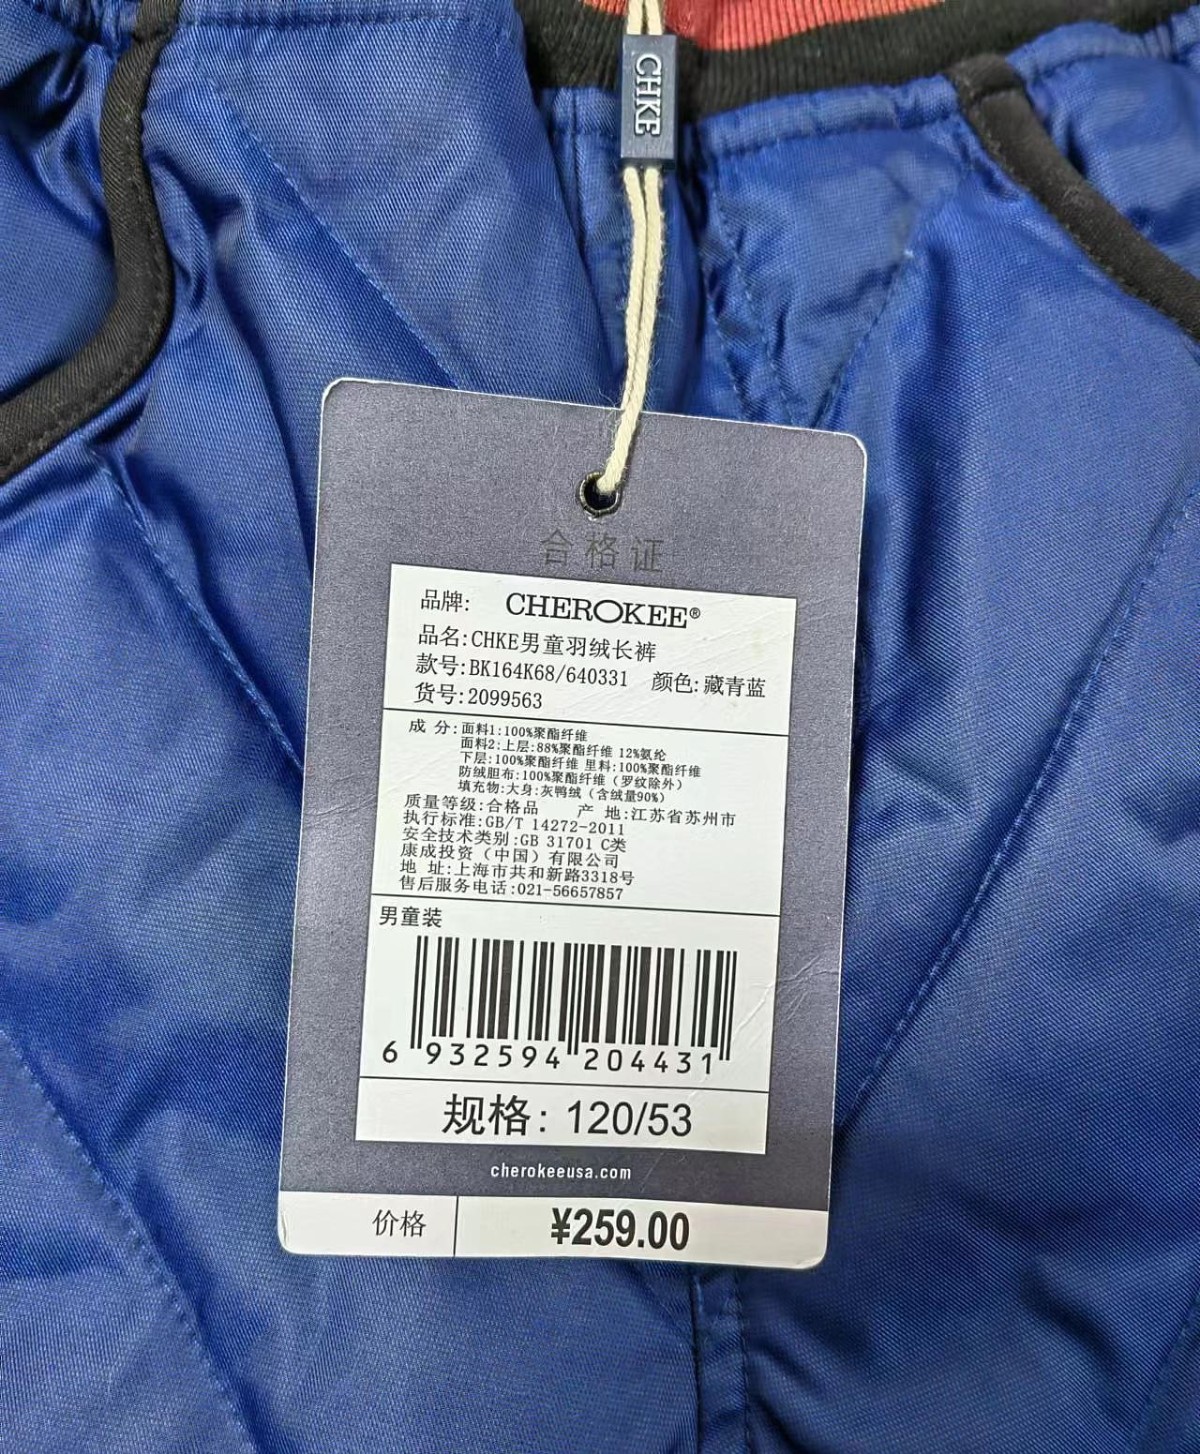 CHKE
合格证
品牌: CHEROKEE®
品名:CHKE男童羽绒长裤
款号:BK164K68/640331 颜色:藏青蓝
货号:2099563
成 分:面料1:100%聚酯纤维
面料2:上层:88%聚酯纤维 12%氨纶
下层:100%聚酯纤维 里料:100%聚酯纤维
防绒胆布:100%聚酯纤维（罗纹除外）
填充物:大身:灰鸭绒（含绒量90%）
质量等级:合格品 产 地:江苏省苏州市
执行标准:GB/T 14272-2011
安全技术类别:GB 31701 C类
康成投资（中国）有限公司
地 址:上海市共和新路3318号
售后服务电话:021-56657857
男童装
6 932594 204431
规格: 120/53
cherokeeusa.com
价格 ¥259.00